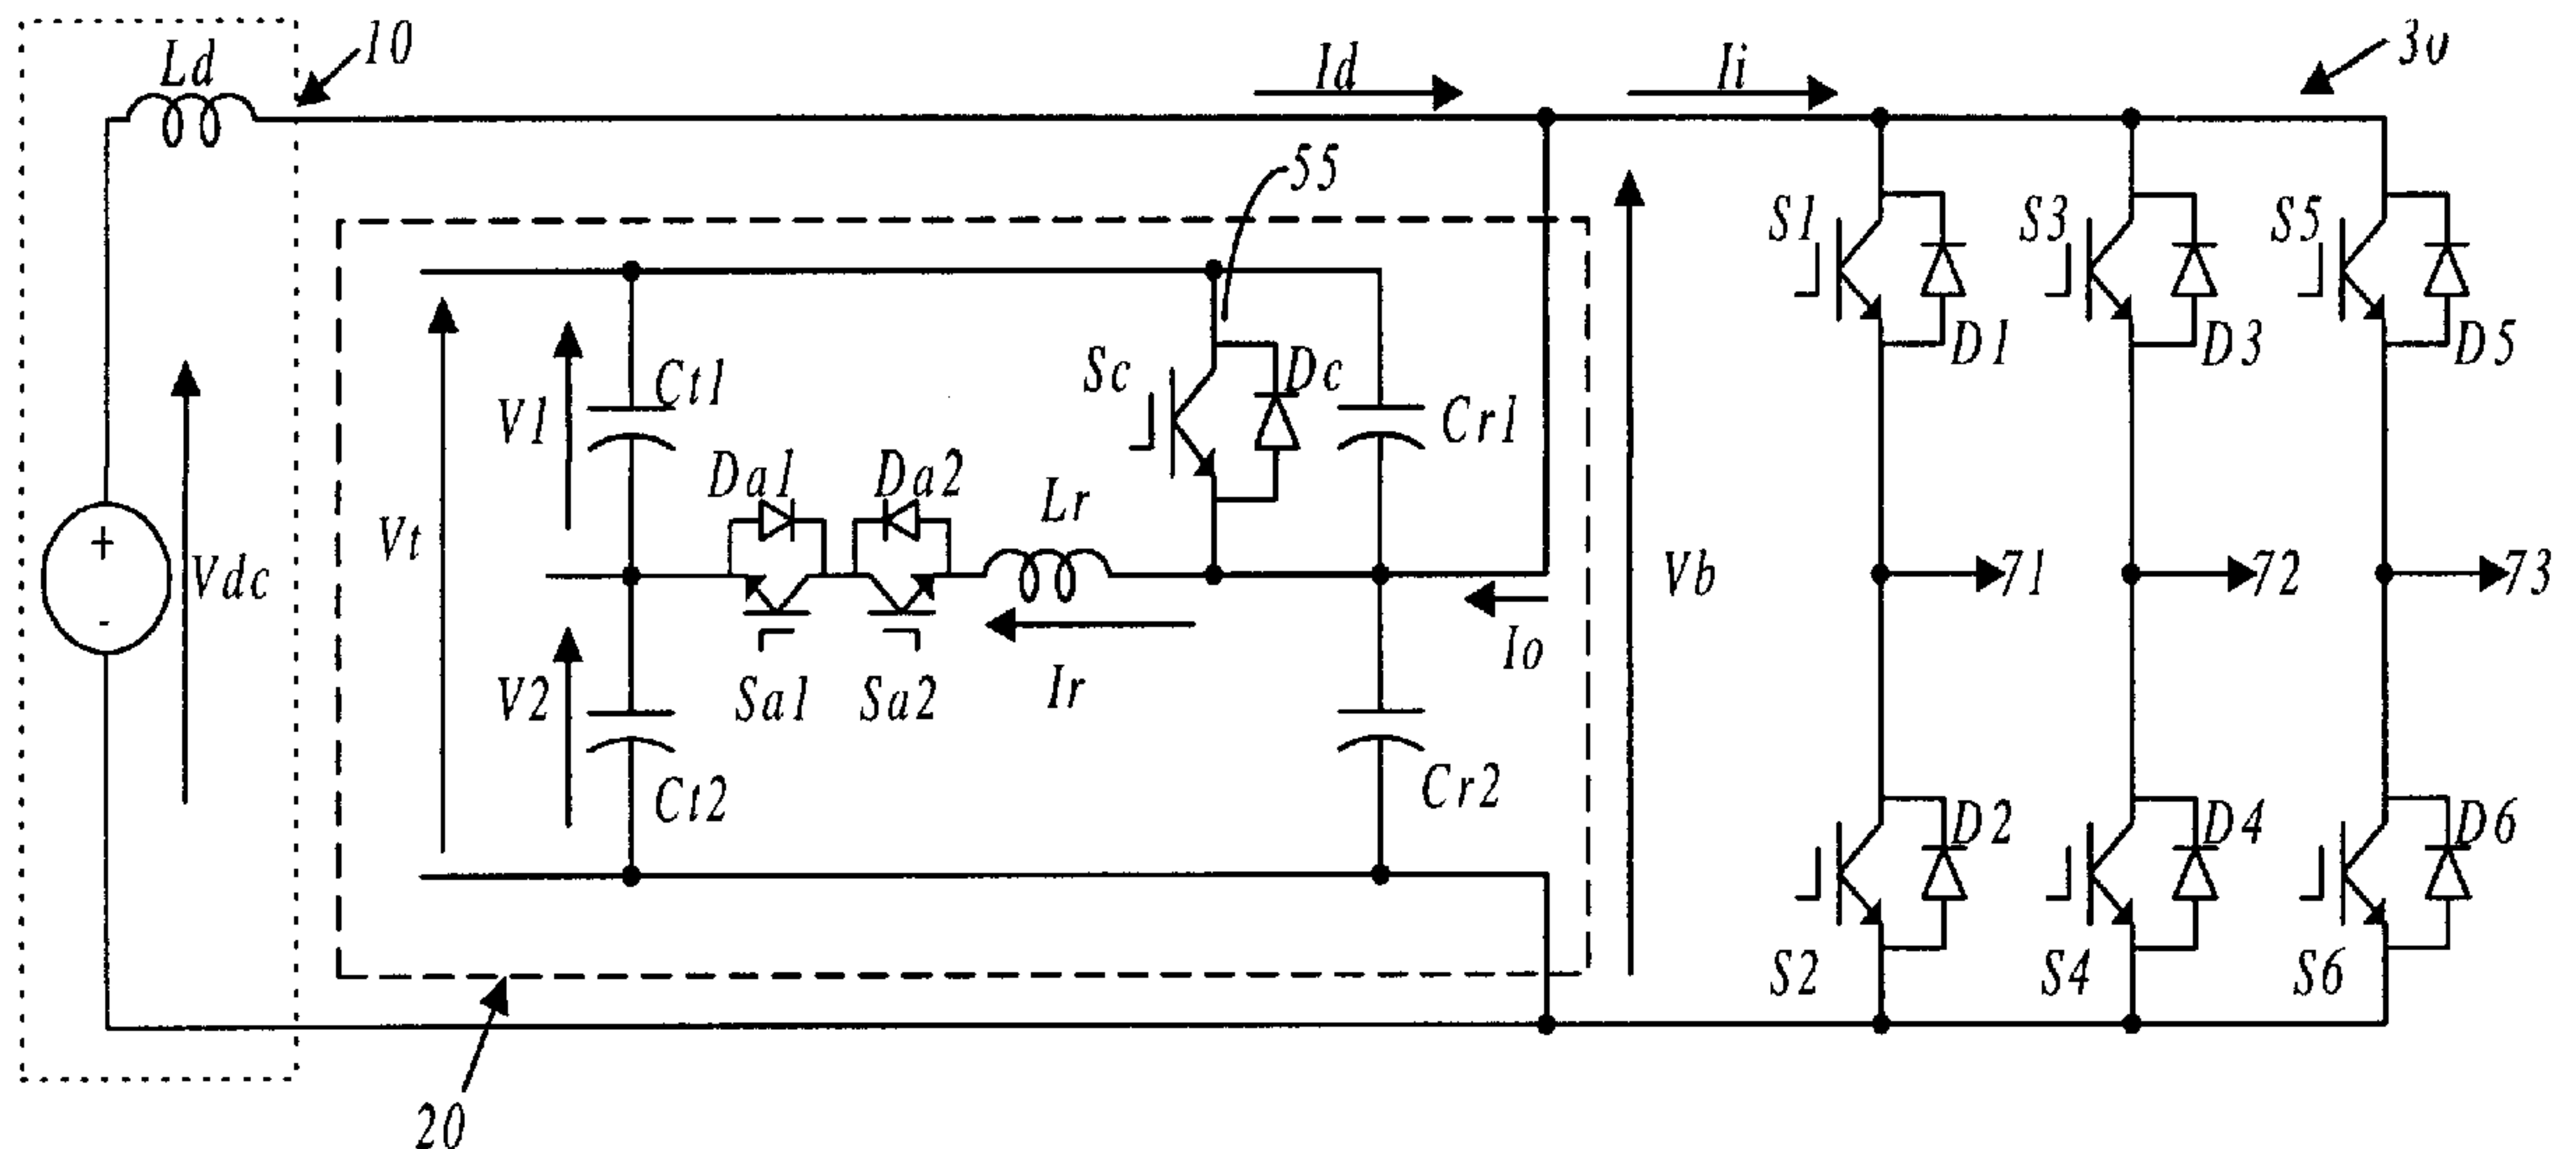 Ld
10
Id
Ii
30
55
S1
S3
S5
D1
D3
D5
Sc
Dc
Ct1
V1
Cr1
Da1
Da2
Lr
Vt
+
-
Vdc
Vb
71
72
73
Io
Ir
V2
Sa1
Sa2
Ct2
Cr2
D2
D4
D6
S2
S4
S6
20